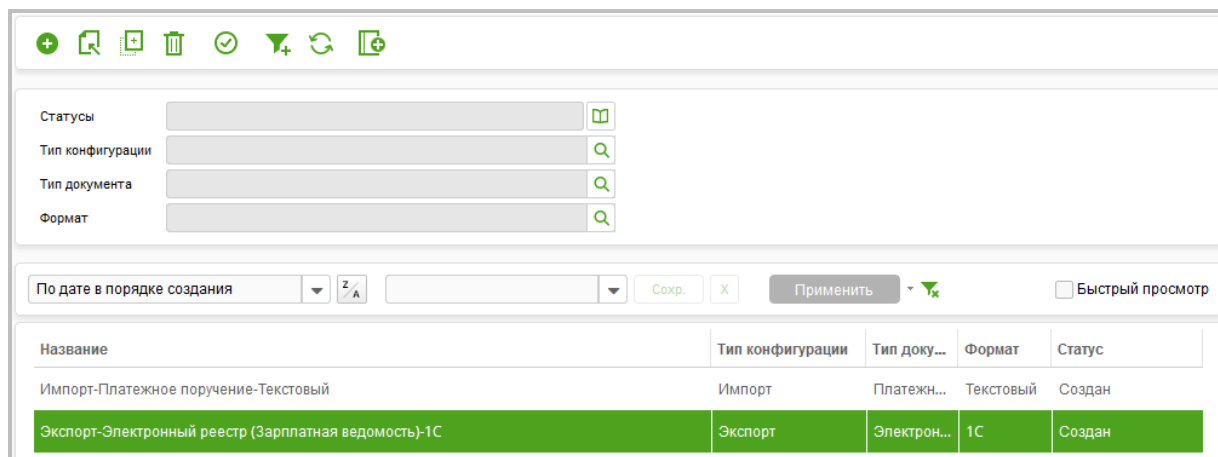 Статусы
Тип конфигурации
Тип документа
Формат
По дате в порядке создания Z/A Сохр. X Применить Быстрый просмотр
Название Тип конфигурации Тип доку... Формат Статус
Импорт-Платежное поручение-Текстовый Импорт Платежн... Текстовый Создан
Экспорт-Электронный реестр (Зарплатная ведомость)-1С Экспорт Электрон... 1С Создан